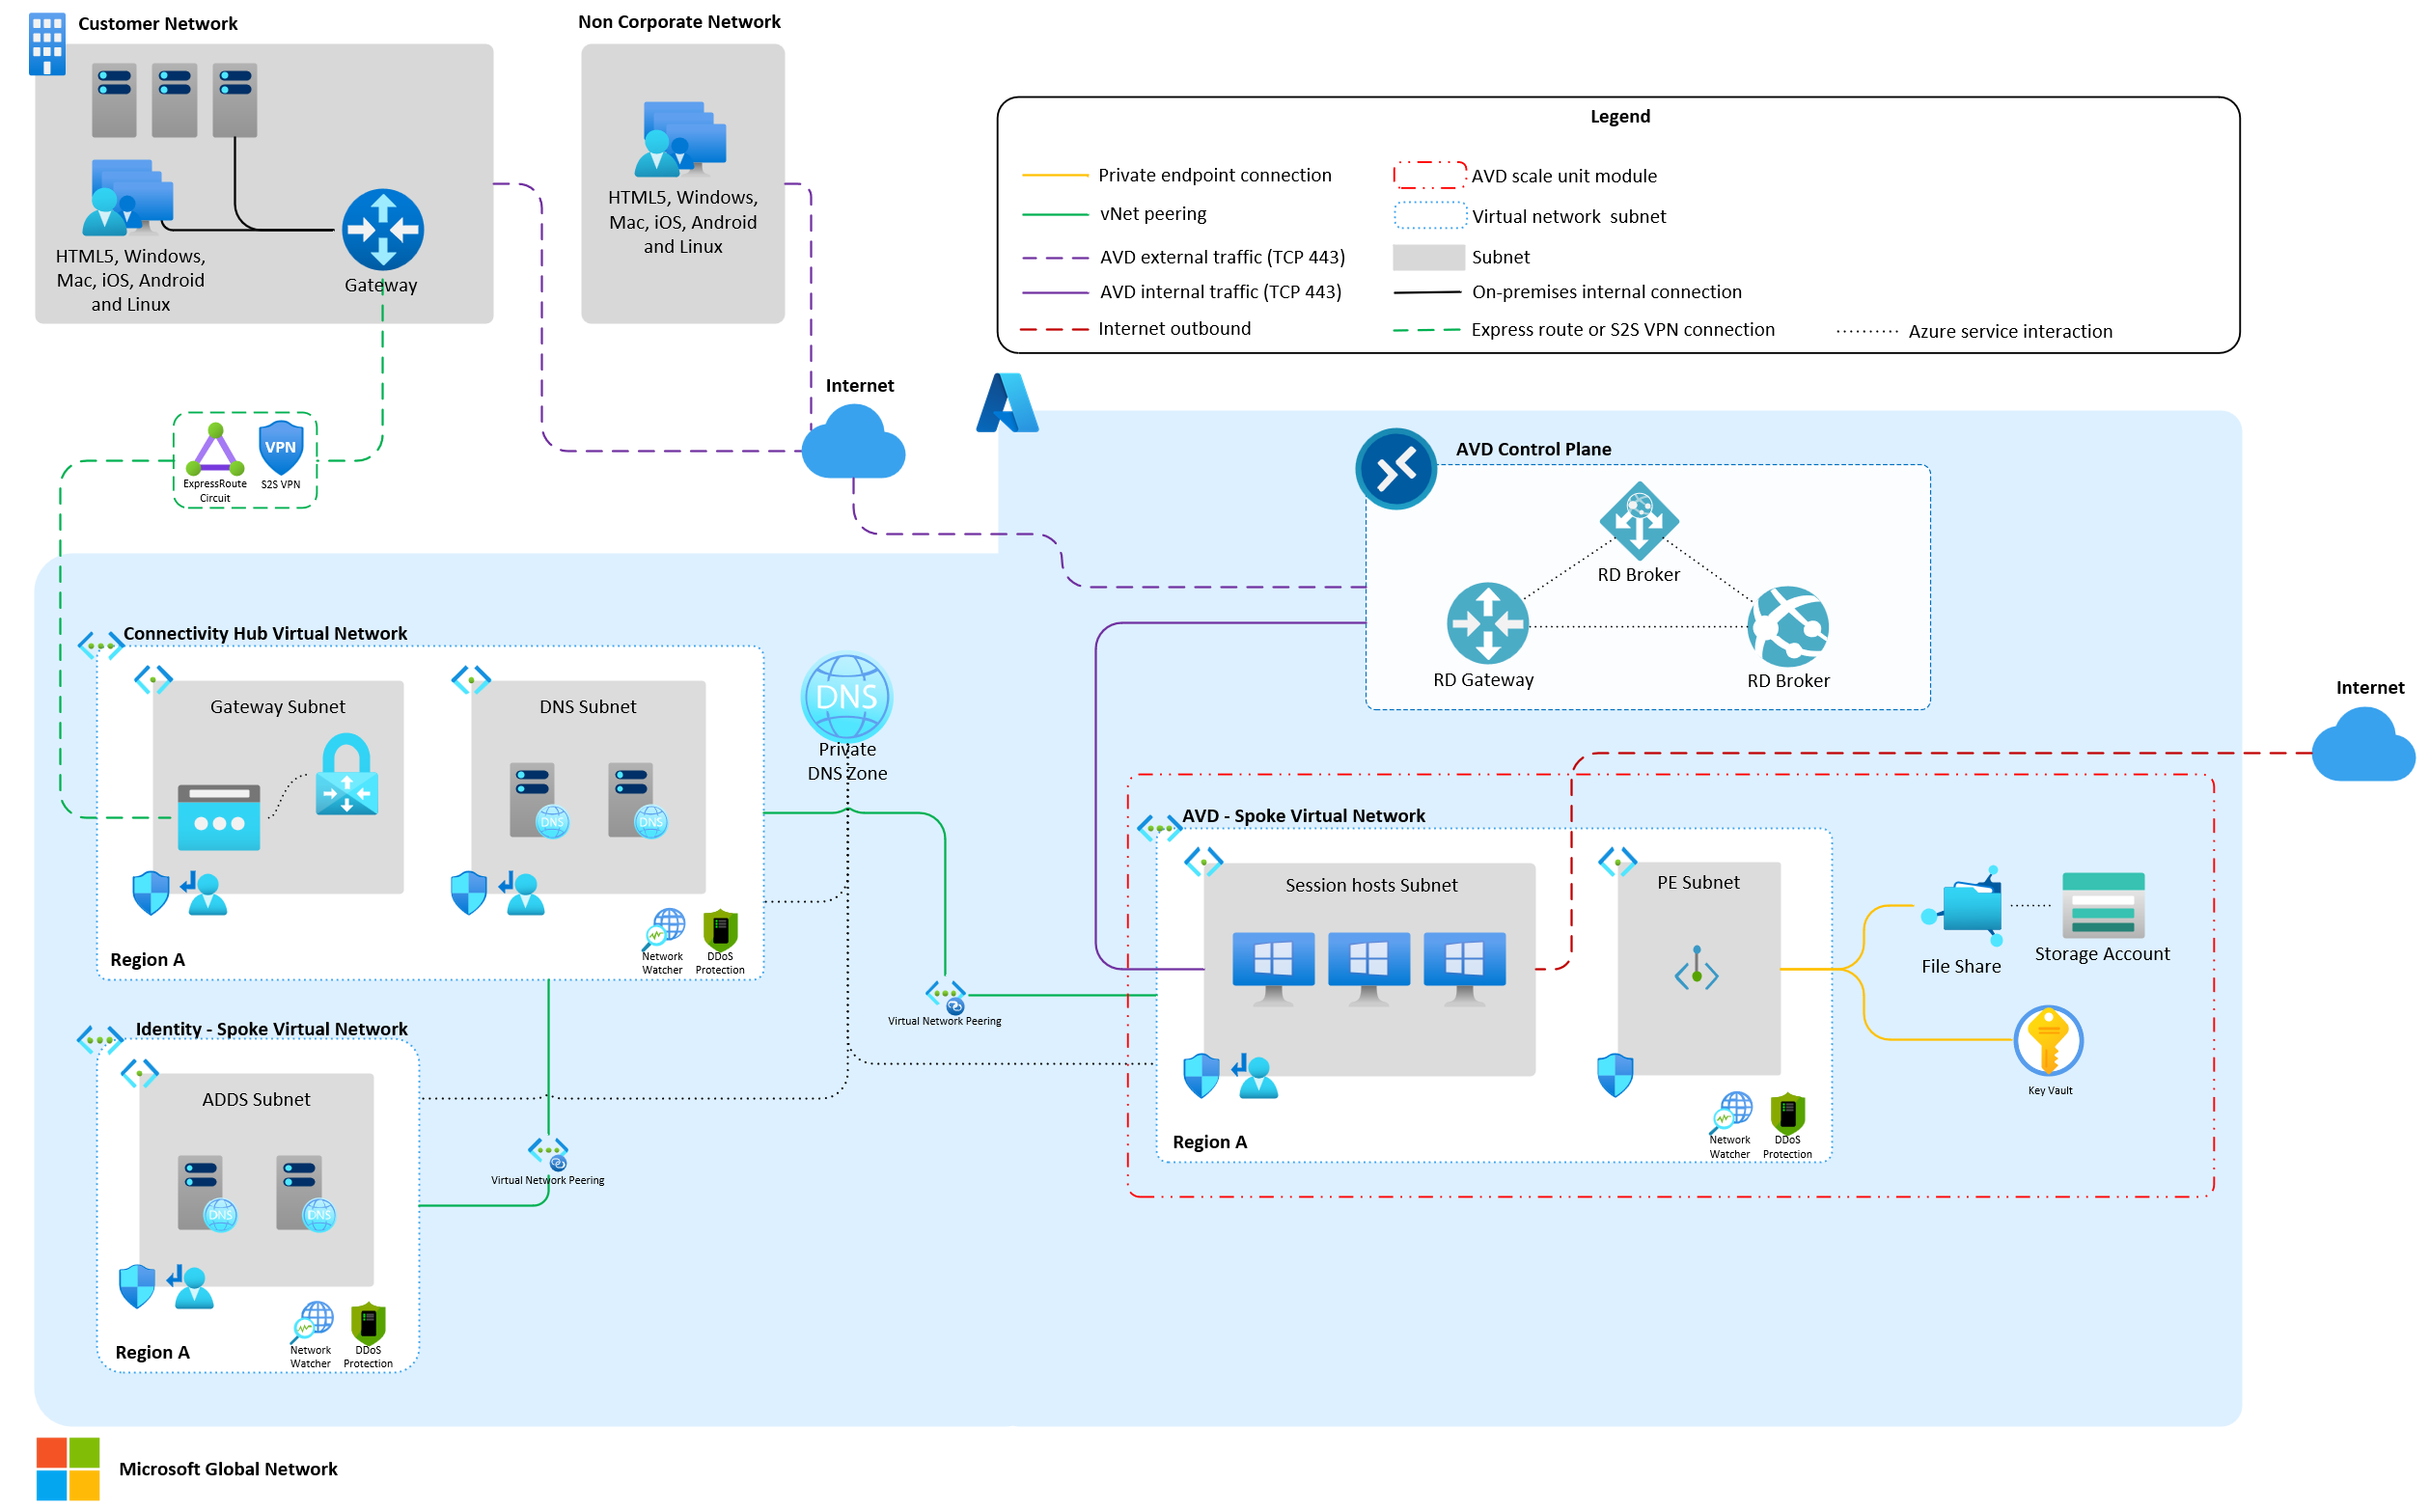 Customer Network
Non Corporate Network
HTML5, Windows,
Mac, iOS, Android
and Linux
Gateway
HTML5, Windows,
Mac, iOS, Android
and Linux
Legend
Private endpoint connection
AVD scale unit module
vNet peering
Virtual network  subnet
AVD external traffic (TCP 443)
Subnet
AVD internal traffic (TCP 443)
On-premises internal connection
Internet outbound
Express route or S2S VPN connection
Azure service interaction
Internet
VPN
ExpressRoute
Circuit
S2S VPN
AVD Control Plane
RD Broker
RD Gateway
RD Broker
Internet
Connectivity Hub Virtual Network
Gateway Subnet
DNS Subnet
DNS
DNS
Network
Watcher
DDoS
Protection
Region A
DNS
Private
DNS Zone
Virtual Network Peering
AVD - Spoke Virtual Network
Session hosts Subnet
PE Subnet
File Share
Storage Account
Key Vault
Network
Watcher
DDoS
Protection
Region A
Identity - Spoke Virtual Network
ADDS Subnet
DNS
DNS
Network
Watcher
DDoS
Protection
Region A
Virtual Network Peering
Microsoft Global Network